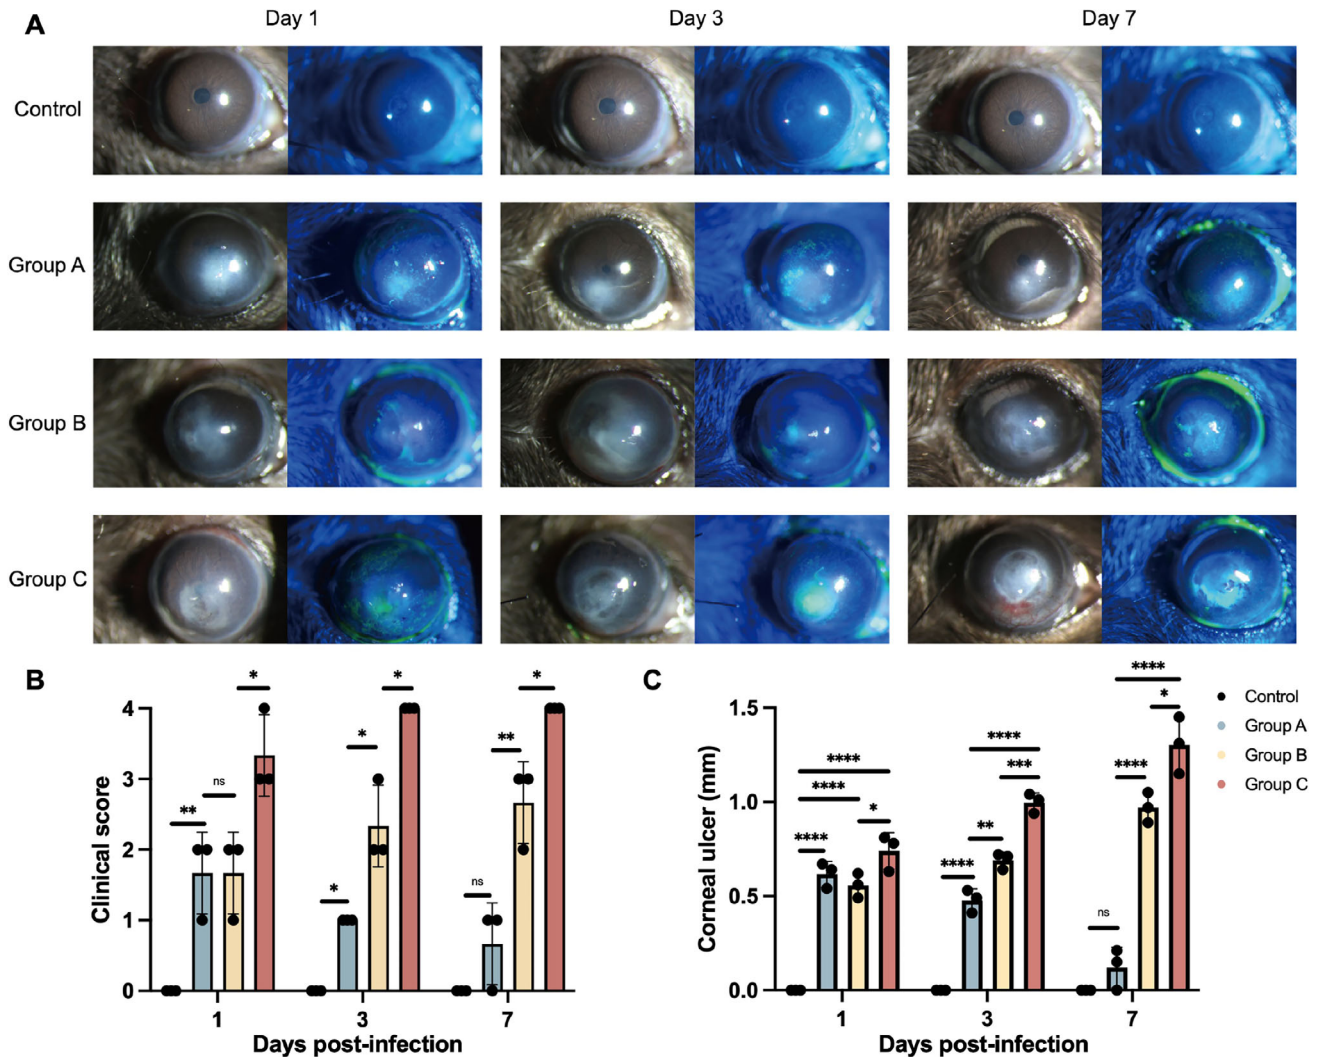 A
Day 1 Day 3 Day 7
Control
Group A
Group B
Group C
B
Clinical score
4
3
2
1
0
** ns *
* * *
ns ** *
1 3 7
Days post-infection
C
Corneal ulcer (mm)
1.5
1.0
0.5
0.0
**** **** **** *
**** ** **** ***
ns **** **** *
1 3 7
Days post-infection
Control
Group A
Group B
Group C